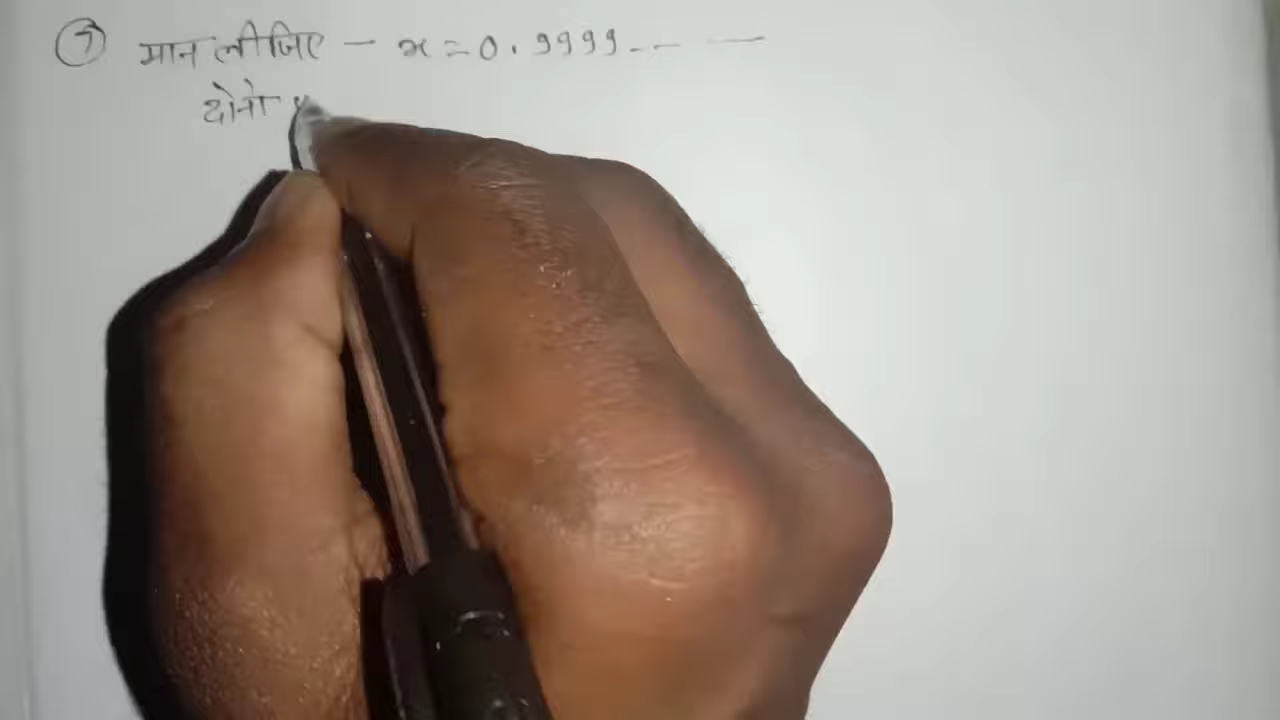 ⑦ मान लीजिए - x = 0.9999-- —
दोनो